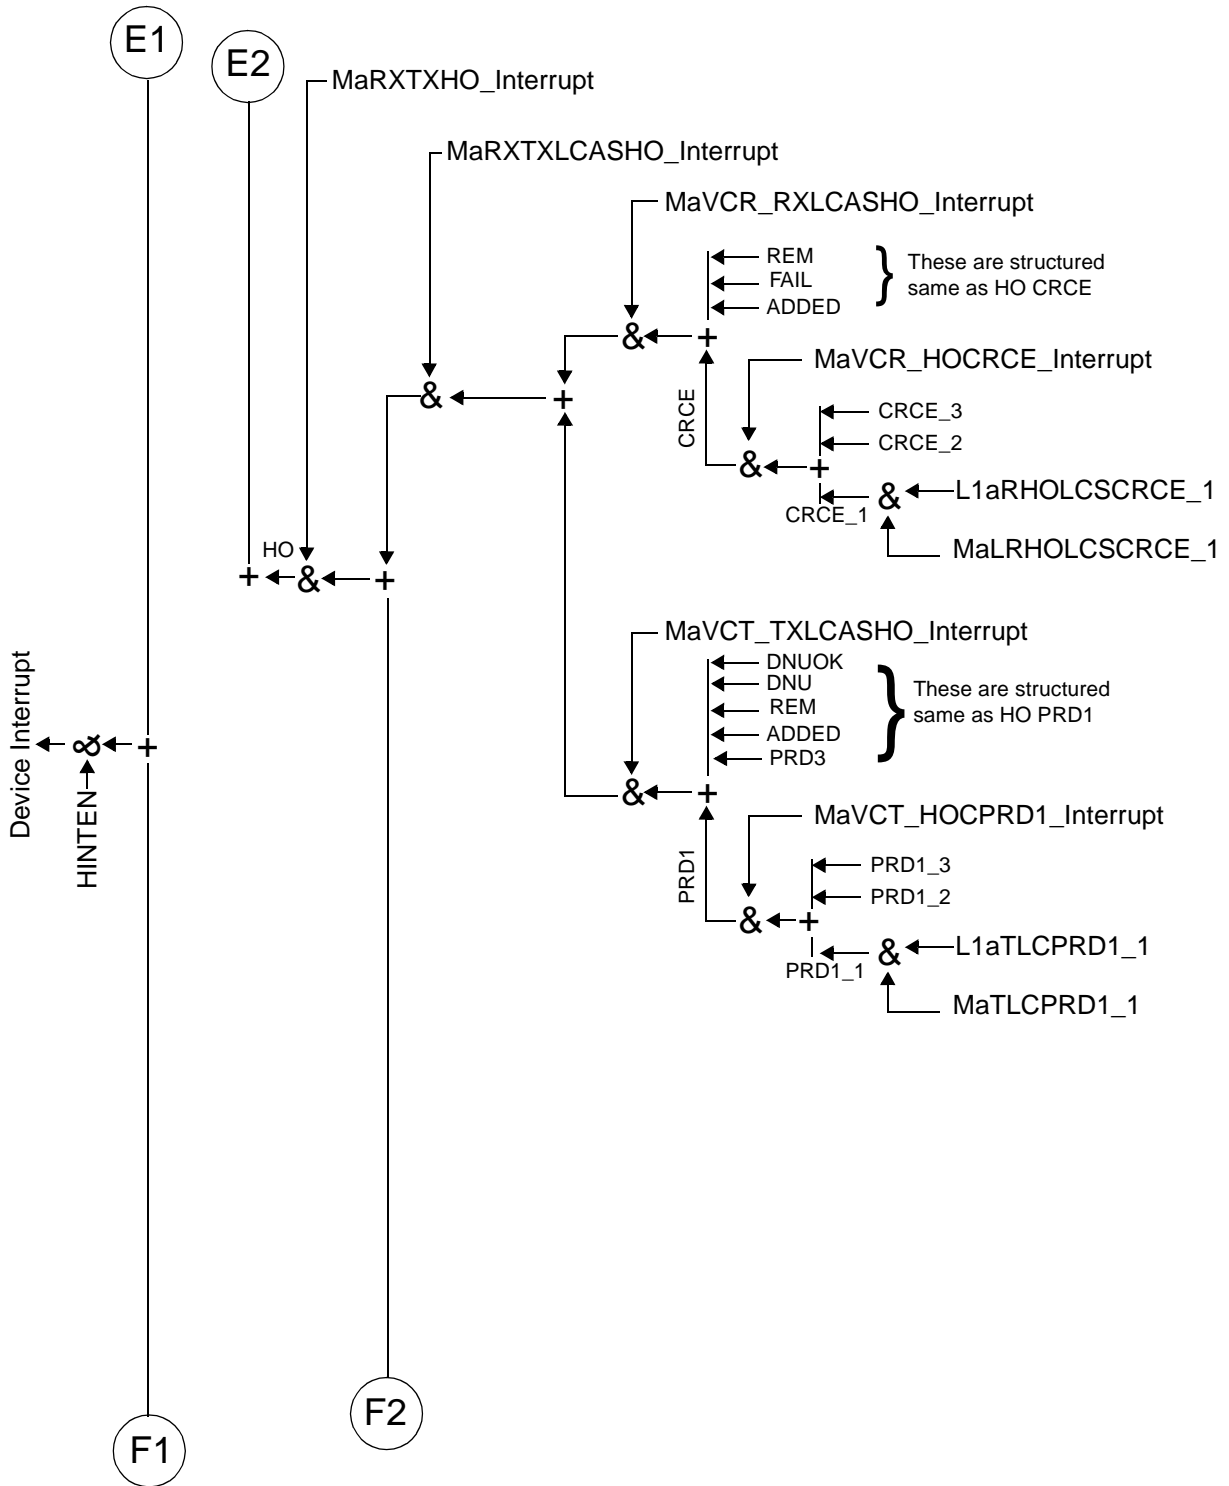 E1
E2
MaRXTXHO_Interrupt
MaRXTXLCASHO_Interrupt
MaVCR_RXLCASHO_Interrupt
REM
FAIL
ADDED
} These are structured
same as HO CRCE
& +
MaVCR_HOCRCE_Interrupt
CRCE
& +
CRCE_3
CRCE_2
& +
CRCE_1
& L1aRHOLCSCRCE_1
MaLRHOLCSCRCE_1
HO
+ & +
MaVCT_TXLCASHO_Interrupt
DNUOK
DNU
REM
ADDED
PRD3
} These are structured
same as HO PRD1
Device Interrupt
& +
HINTEN
& +
MaVCT_HOCPRD1_Interrupt
PRD1
PRD1_3
PRD1_2
& +
PRD1_1
& L1aTLCPRD1_1
MaTLCPRD1_1
F2
F1